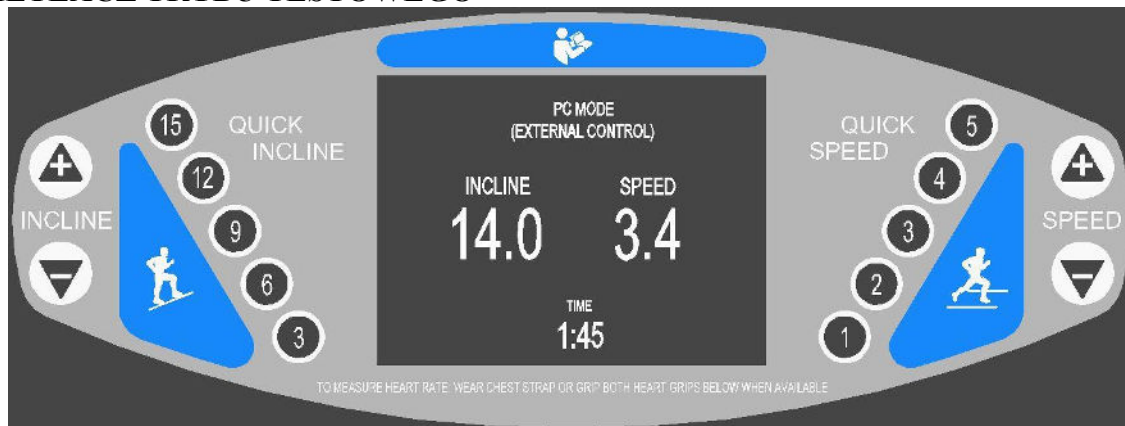 PC MODE
(EXTERNAL CONTROL)
15
QUICK
INCLINE
12
9
6
3
INCLINE
INCLINE
14.0
SPEED
3.4
TIME
1:45
QUICK
SPEED
5
4
3
2
1
SPEED
TO MEASURE HEART RATE: WEAR CHEST STRAP OR GRIP BOTH HEART GRIPS BELOW WHEN AVAILABLE